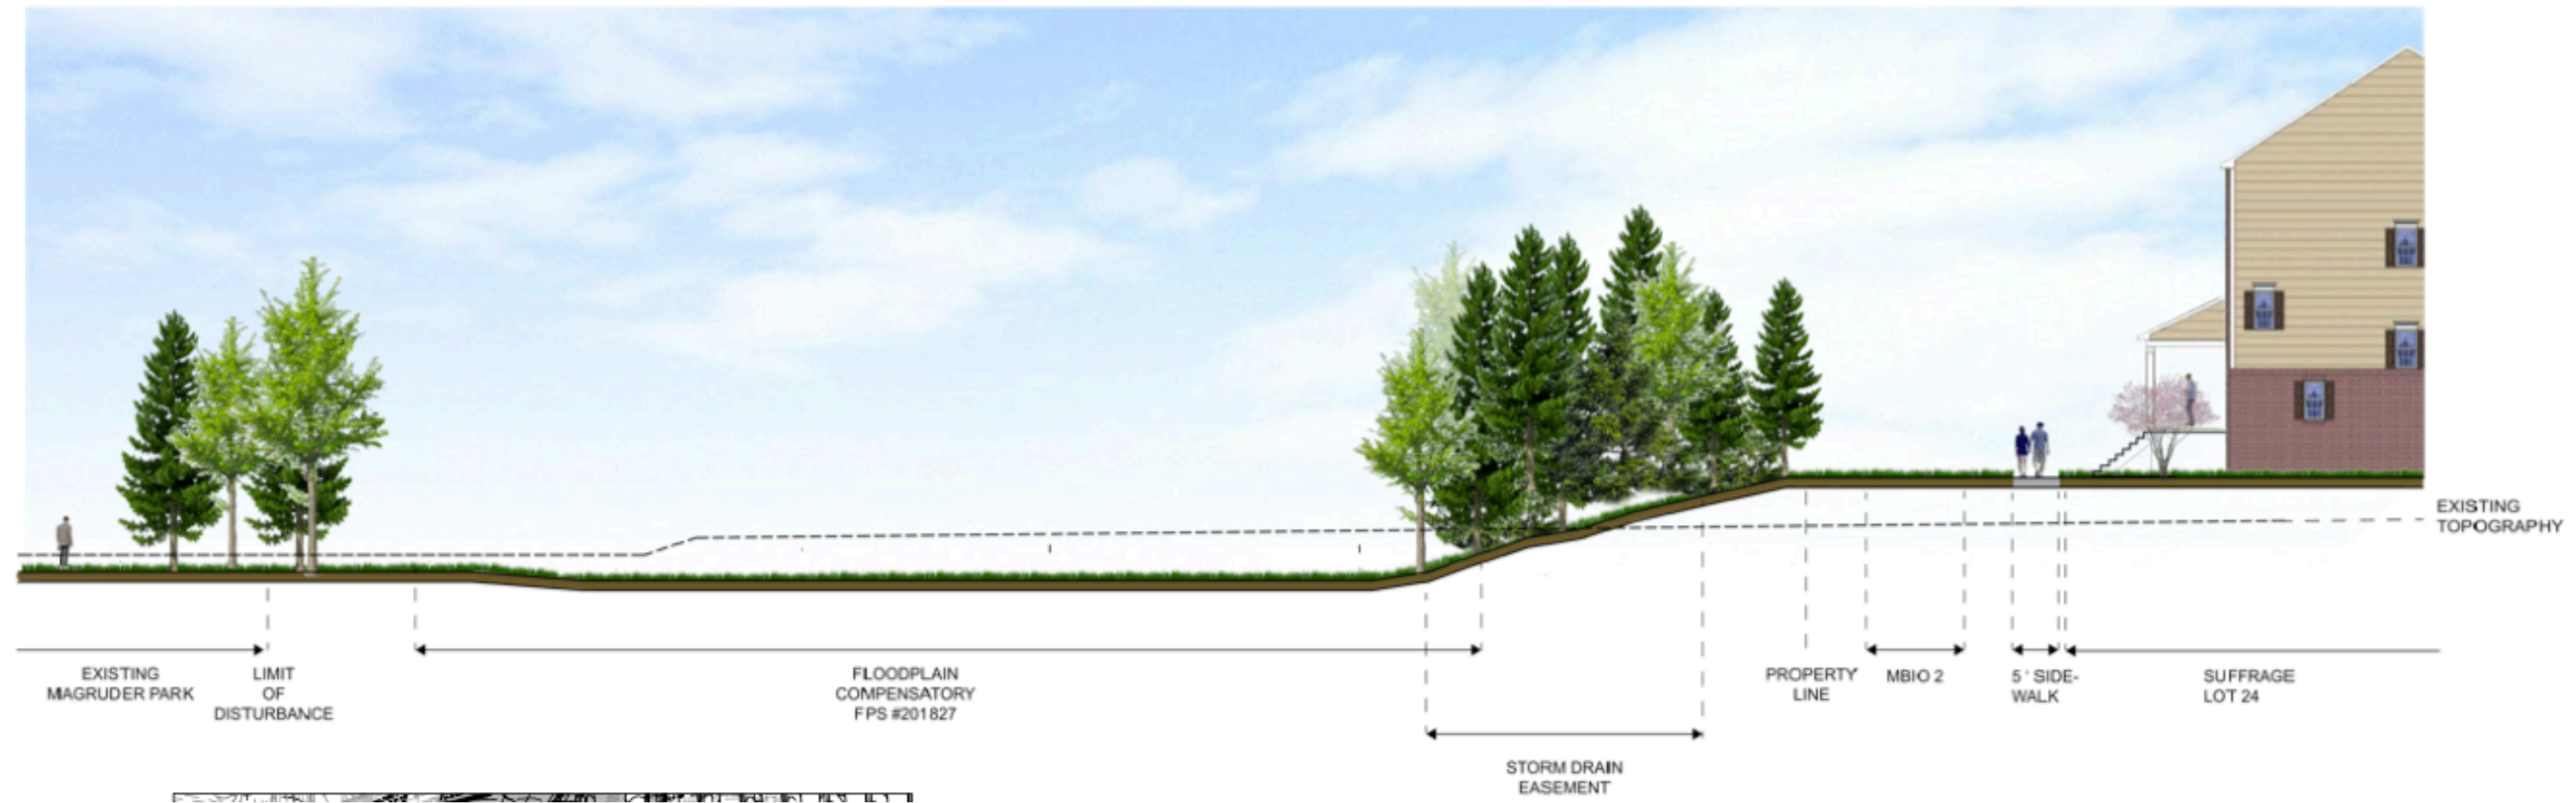 EXISTING
TOPOGRAPHY
EXISTING
MAGRUDER PARK
LIMIT
OF
DISTURBANCE
FLOODPLAIN
COMPENSATORY
FPS #201827
PROPERTY
LINE
MBIO 2
5 ' SIDE-
WALK
SUFFRAGE
LOT 24
STORM DRAIN
EASEMENT